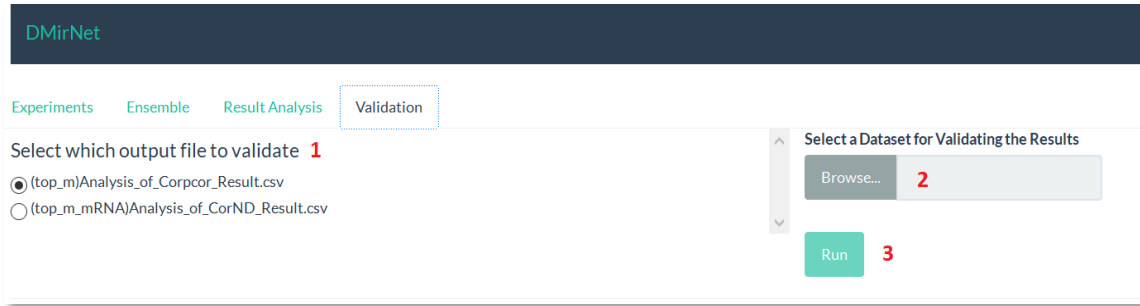 DMirNet
Experiments Ensemble Result Analysis Validation
Select which output file to validate 1
(top_m)Analysis_of_Corpcor_Result.csv
(top_m_mRNA)Analysis_of_CorND_Result.csv
Select a Dataset for Validating the Results
Browse... 2
Run 3